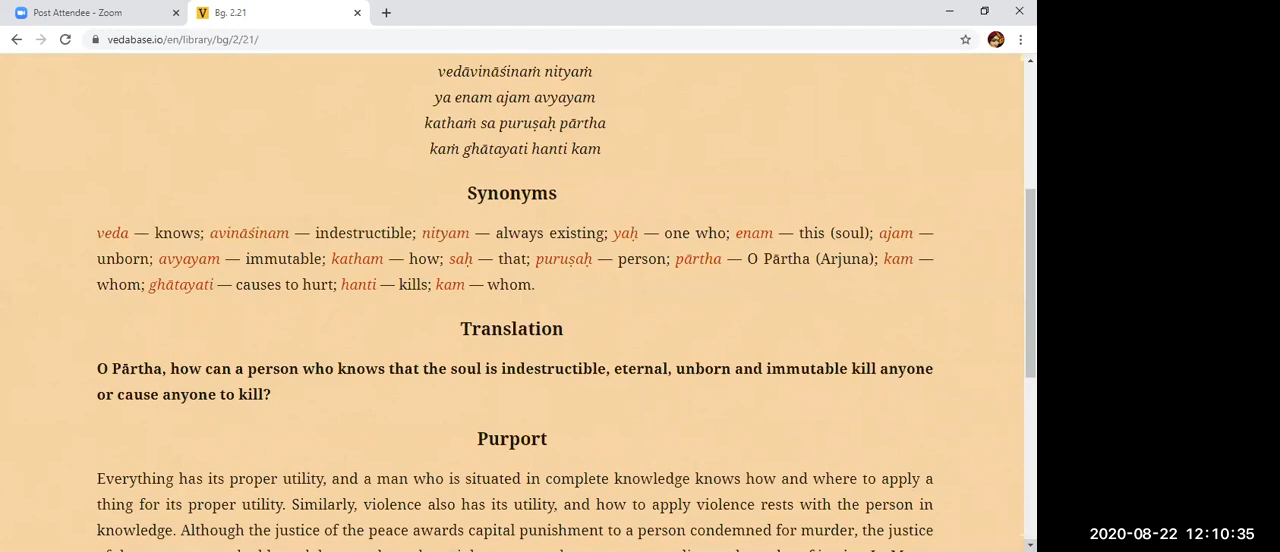 Post Attendee - Zoom
Bg. 2.21
vedabase.io/en/library/bg/2/21/
vedāvināśinaṁ nityaṁ
ya enam ajam avyayam
kathaṁ sa puruṣaḥ pārtha
kaṁ ghātayati hanti kam
Synonyms
veda — knows; avināśinam — indestructible; nityam — always existing; yaḥ — one who; enam — this (soul); ajam —
unborn; avyayam — immutable; katham — how; saḥ — that; puruṣaḥ — person; pārtha — O Pārtha (Arjuna); kam —
whom; ghātayati — causes to hurt; hanti — kills; kam — whom.
Translation
O Pārtha, how can a person who knows that the soul is indestructible, eternal, unborn and immutable kill anyone
or cause anyone to kill?
Purport
Everything has its proper utility, and a man who is situated in complete knowledge knows how and where to apply a
thing for its proper utility. Similarly, violence also has its utility, and how to apply violence rests with the person in
knowledge. Although the justice of the peace awards capital punishment to a person condemned for murder, the justice
2020-08-22 12:10:35